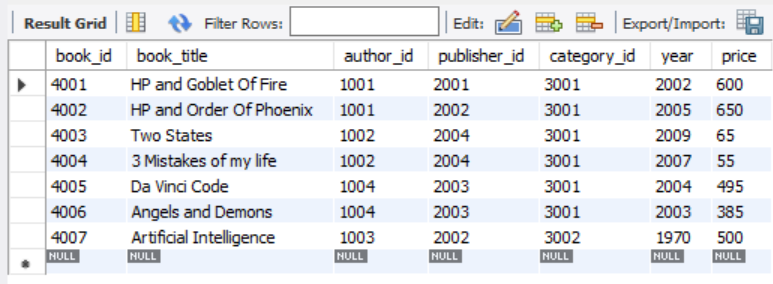 Result Grid Filter Rows: Edit: Export/Import:
book_id book_title author_id publisher_id category_id year price
4001 HP and Goblet Of Fire 1001 2001 3001 2002 600
4002 HP and Order Of Phoenix 1001 2002 3001 2005 650
4003 Two States 1002 2004 3001 2009 65
4004 3 Mistakes of my life 1002 2004 3001 2007 55
4005 Da Vinci Code 1004 2003 3001 2004 495
4006 Angels and Demons 1004 2003 3001 2003 385
4007 Artificial Intelligence 1003 2002 3002 1970 500
NULL NULL NULL NULL NULL NULL NULL